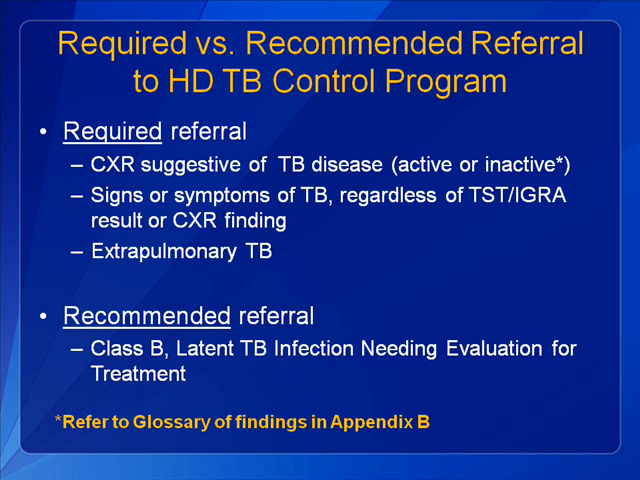 Required vs. Recommended Referral
to HD TB Control Program
• Required referral
– CXR suggestive of TB disease (active or inactive*)
– Signs or symptoms of TB, regardless of TST/IGRA
result or CXR finding
– Extrapulmonary TB
• Recommended referral
– Class B, Latent TB Infection Needing Evaluation for
Treatment
*Refer to Glossary of findings in Appendix B